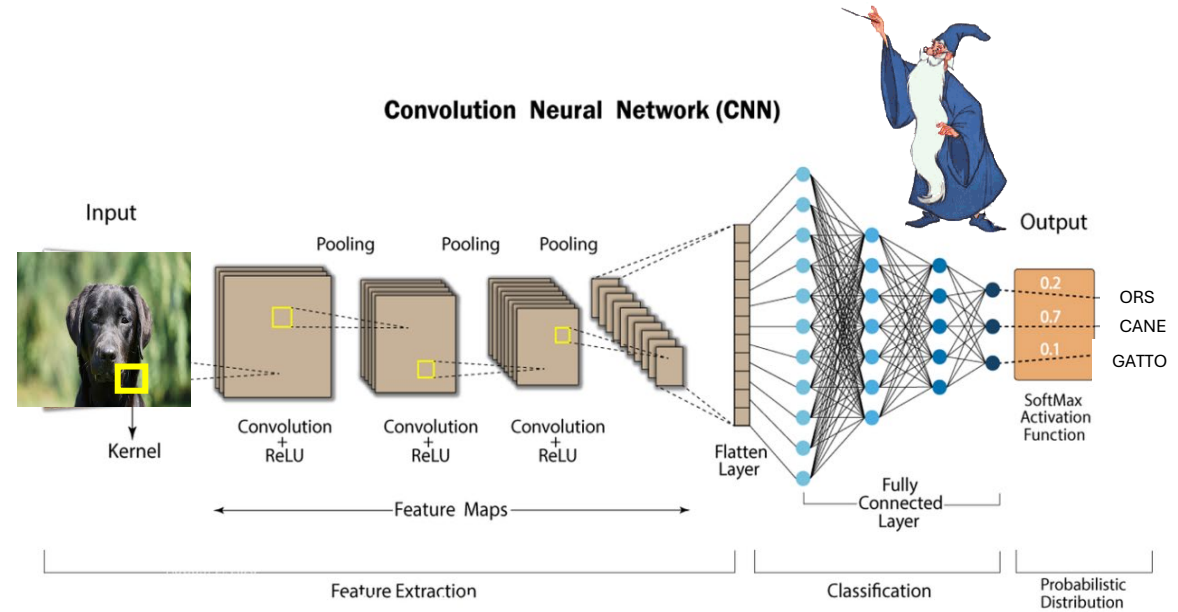 Convolution Neural Network (CNN)
Input
Output
Pooling
Pooling
Pooling
0.2
ORS
0.7
CANE
0.1
GATTO
Kernel
Convolution
+
ReLU
Convolution
+
ReLU
Convolution
+
ReLU
Flatten
Layer
SoftMax
Activation
Function
Feature Maps
Fully
Connected
Layer
Feature Extraction
Classification
Probabilistic
Distribution